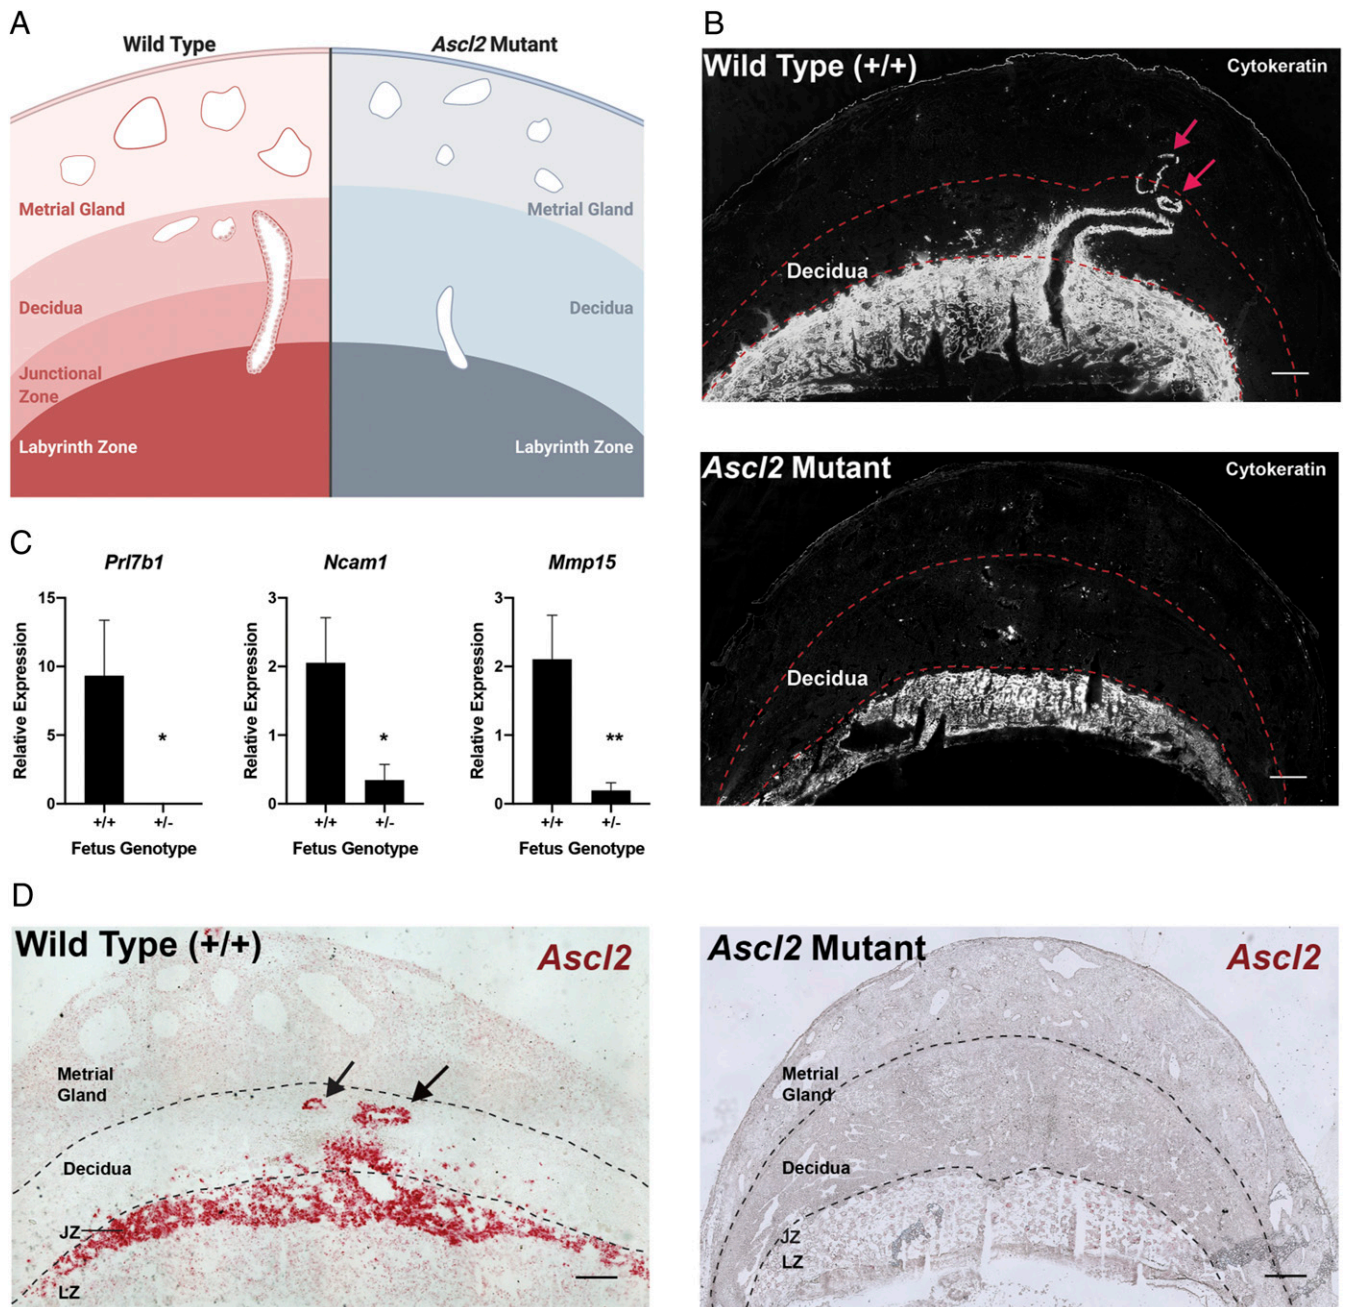 A
Wild Type
Ascl2 Mutant
Metrial Gland
Metrial Gland
Decidua
Decidua
Junctional
Zone
Labyrinth Zone
Labyrinth Zone
B
Wild Type (+/+)
Cytokeratin
Decidua
Ascl2 Mutant
Cytokeratin
Decidua
C
Prl7b1
Relative Expression
15
10
5
0
+/+
+/-
*
Fetus Genotype
Ncam1
Relative Expression
3
2
1
0
+/+
+/-
*
Fetus Genotype
Mmp15
Relative Expression
3
2
1
0
+/+
+/-
**
Fetus Genotype
D
Wild Type (+/+)
Ascl2
Metrial
Gland
Decidua
JZ
LZ
Ascl2 Mutant
Ascl2
Metrial
Gland
Decidua
JZ
LZ